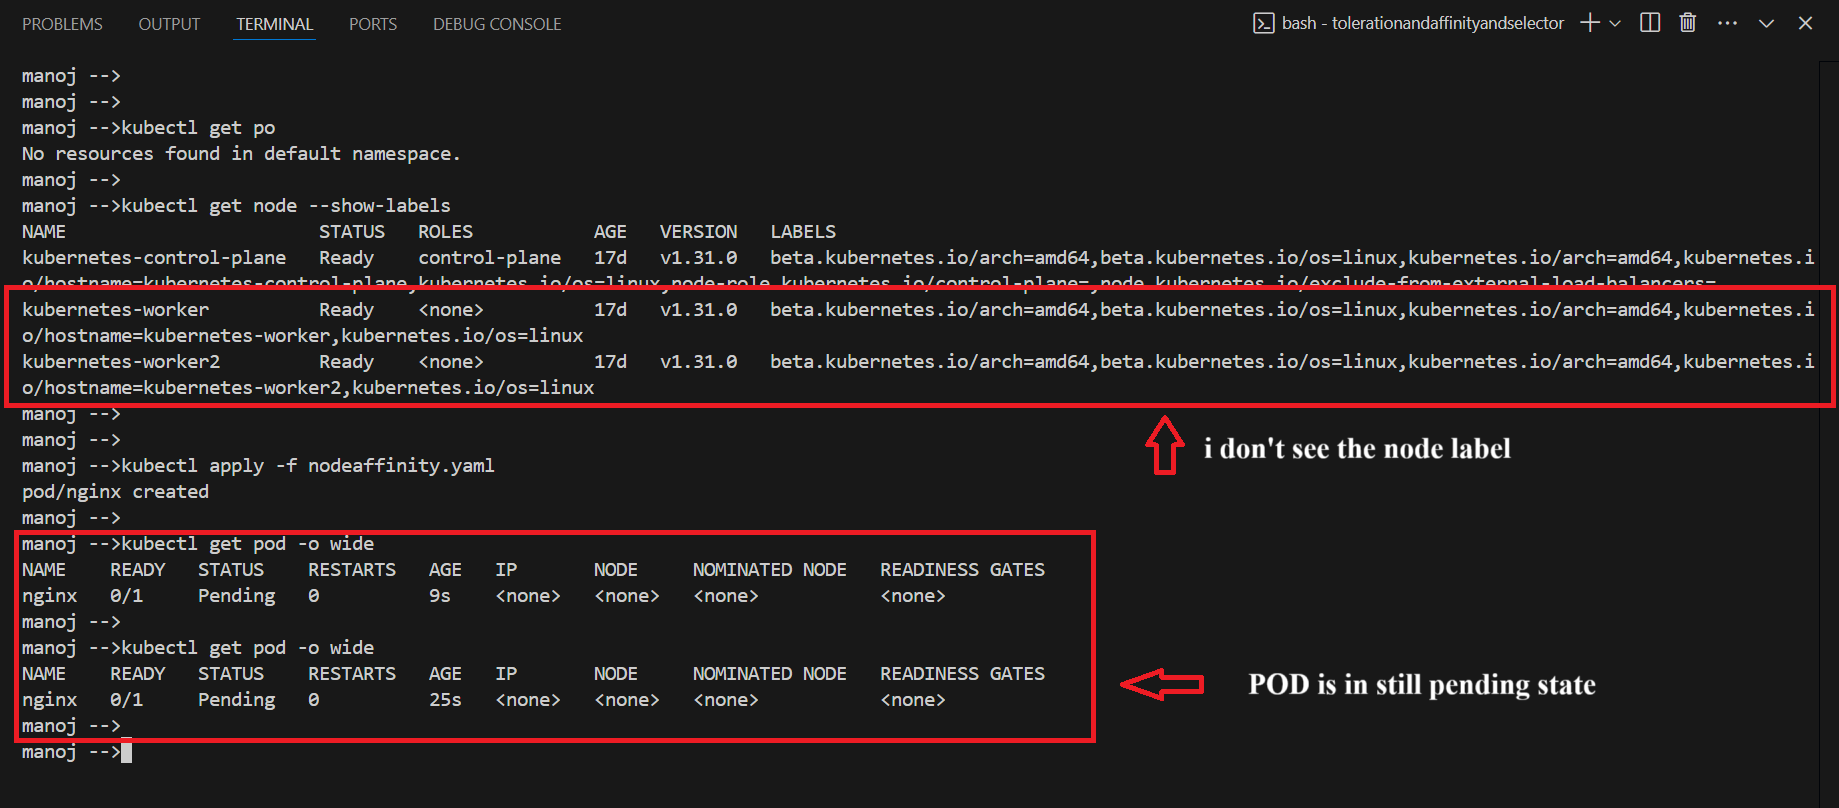 PROBLEMS OUTPUT TERMINAL PORTS DEBUG CONSOLE bash - tolerationandaffinityandselector
manoj -->
manoj -->
manoj -->kubectl get po
No resources found in default namespace.
manoj -->
manoj -->kubectl get node --show-labels
NAME STATUS ROLES AGE VERSION LABELS
kubernetes-control-plane Ready control-plane 17d v1.31.0 beta.kubernetes.io/arch=amd64,beta.kubernetes.io/os=linux,kubernetes.io/arch=amd64,kubernetes.i
o/hostname=kubernetes-control-plane,kubernetes.io/os=linux,node-role.kubernetes.io/control-plane=,node.kubernetes.io/exclude-from-external-load-balancers=
kubernetes-worker Ready <none> 17d v1.31.0 beta.kubernetes.io/arch=amd64,beta.kubernetes.io/os=linux,kubernetes.io/arch=amd64,kubernetes.i
o/hostname=kubernetes-worker,kubernetes.io/os=linux
kubernetes-worker2 Ready <none> 17d v1.31.0 beta.kubernetes.io/arch=amd64,beta.kubernetes.io/os=linux,kubernetes.io/arch=amd64,kubernetes.i
o/hostname=kubernetes-worker2,kubernetes.io/os=linux
manoj -->
manoj -->
i don't see the node label
manoj -->kubectl apply -f nodeaffinity.yaml
pod/nginx created
manoj -->
manoj -->kubectl get pod -o wide
NAME READY STATUS RESTARTS AGE IP NODE NOMINATED NODE READINESS GATES
nginx 0/1 Pending 0 9s <none> <none> <none> <none>
manoj -->
manoj -->kubectl get pod -o wide
NAME READY STATUS RESTARTS AGE IP NODE NOMINATED NODE READINESS GATES
nginx 0/1 Pending 0 25s <none> <none> <none> <none>
POD is in still pending state
manoj -->
manoj -->